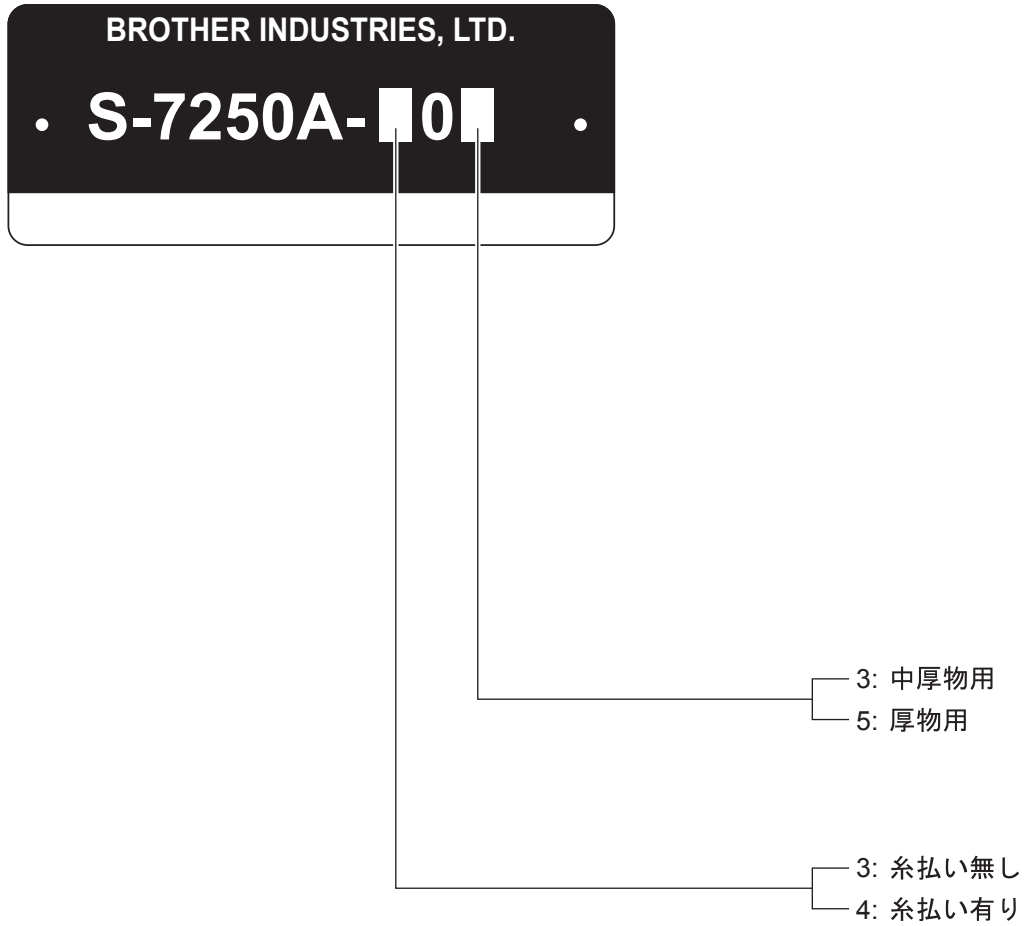 BROTHER INDUSTRIES, LTD.
S-7250A-■0■
3: 中厚物用
5: 厚物用
3: 糸払い無し
4: 糸払い有り